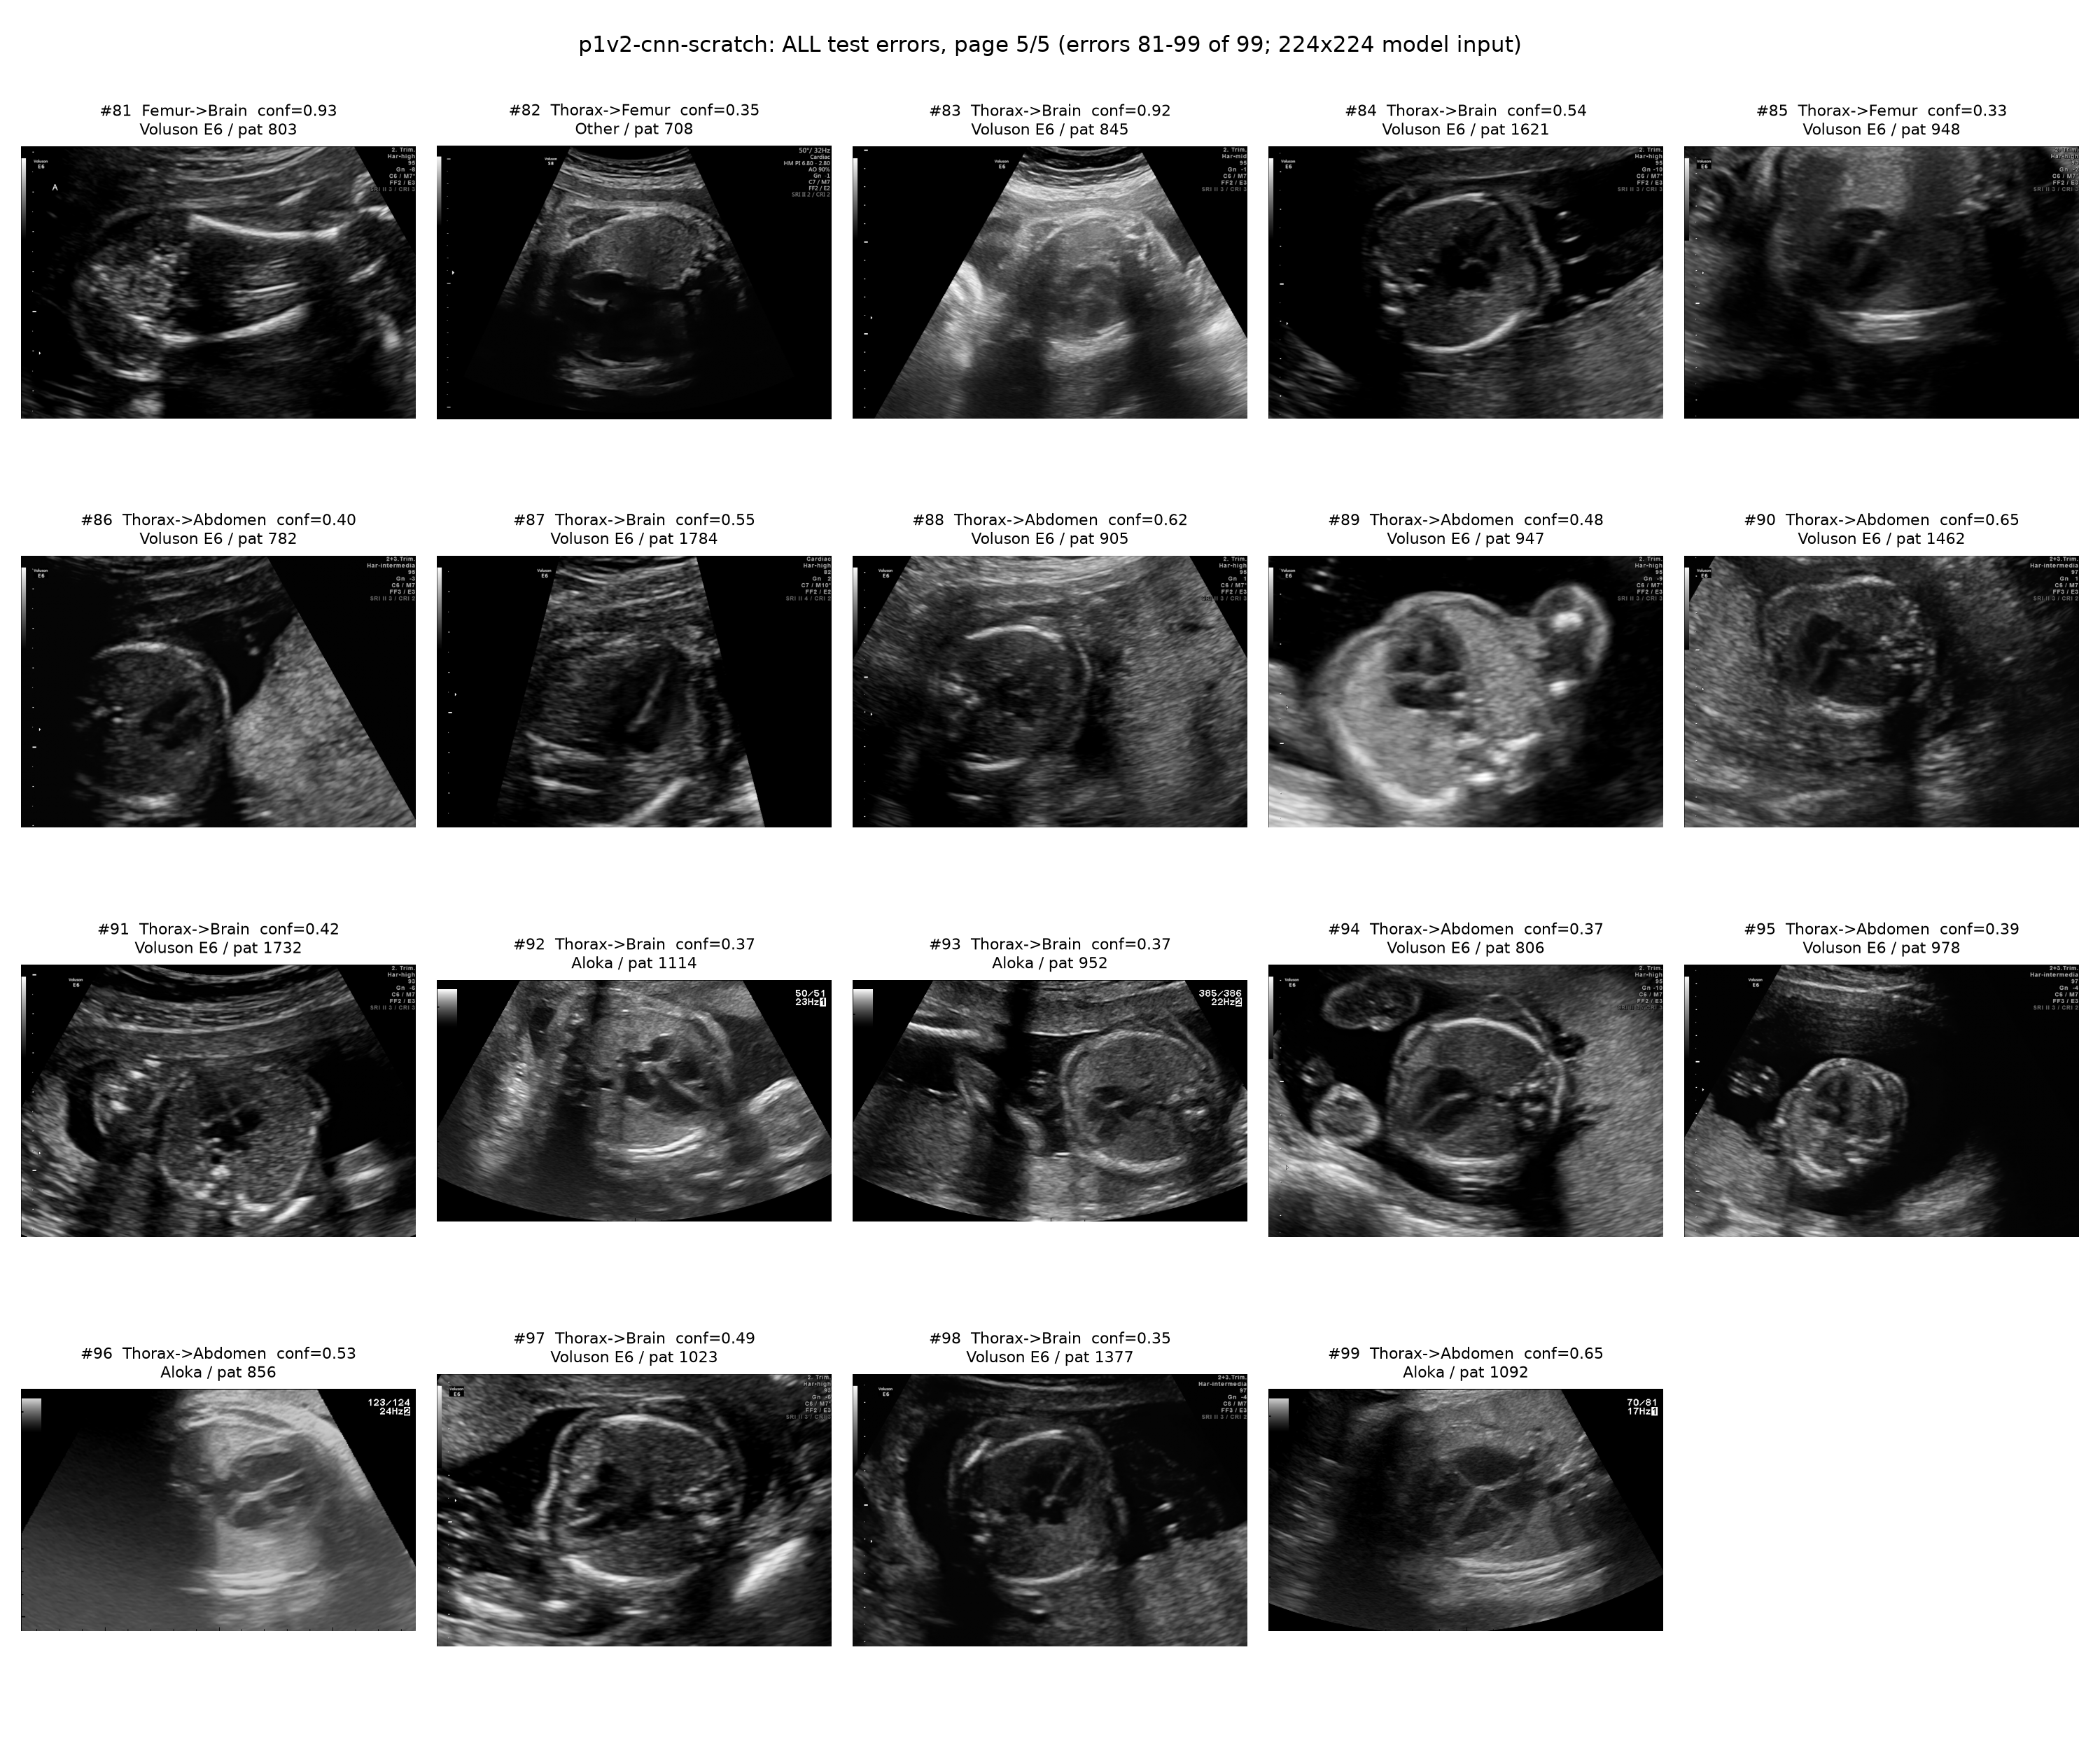 p1v2-cnn-scratch: ALL test errors, page 5/5 (errors 81-99 of 99; 224x224 model input)
#81 Femur->Brain conf=0.93
Voluson E6 / pat 803
#82 Thorax->Femur conf=0.35
Other / pat 708
#83 Thorax->Brain conf=0.92
Voluson E6 / pat 845
#84 Thorax->Brain conf=0.54
Voluson E6 / pat 1621
#85 Thorax->Femur conf=0.33
Voluson E6 / pat 948
A
50°/ 32Hz
Cardiac
#86 Thorax->Abdomen conf=0.40
Voluson E6 / pat 782
#87 Thorax->Brain conf=0.55
Voluson E6 / pat 1784
#88 Thorax->Abdomen conf=0.62
Voluson E6 / pat 905
#89 Thorax->Abdomen conf=0.48
Voluson E6 / pat 947
#90 Thorax->Abdomen conf=0.65
Voluson E6 / pat 1462
#91 Thorax->Brain conf=0.42
Voluson E6 / pat 1732
#92 Thorax->Brain conf=0.37
Aloka / pat 1114
#93 Thorax->Brain conf=0.37
Aloka / pat 952
#94 Thorax->Abdomen conf=0.37
Voluson E6 / pat 806
#95 Thorax->Abdomen conf=0.39
Voluson E6 / pat 978
50/51
23Hz1
385/386
22Hz2
#96 Thorax->Abdomen conf=0.53
Aloka / pat 856
#97 Thorax->Brain conf=0.49
Voluson E6 / pat 1023
#98 Thorax->Brain conf=0.35
Voluson E6 / pat 1377
#99 Thorax->Abdomen conf=0.65
Aloka / pat 1092
123/124
24Hz2
70/81
17Hz1